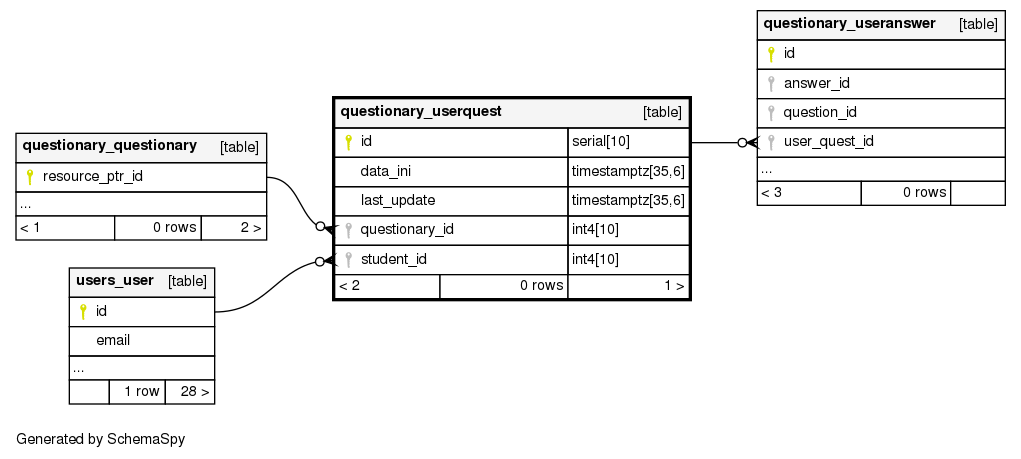 questionary_useranswer [table]
id
answer_id
question_id
user_quest_id
...
< 3 0 rows
questionary_userquest [table]
id serial[10]
data_ini timestamptz[35,6]
last_update timestamptz[35,6]
questionary_id int4[10]
student_id int4[10]
< 2 0 rows 1 >
questionary_questionary [table]
resource_ptr_id
...
< 1 0 rows 2 >
users_user [table]
id
email
...
1 row 28 >
Generated by SchemaSpy